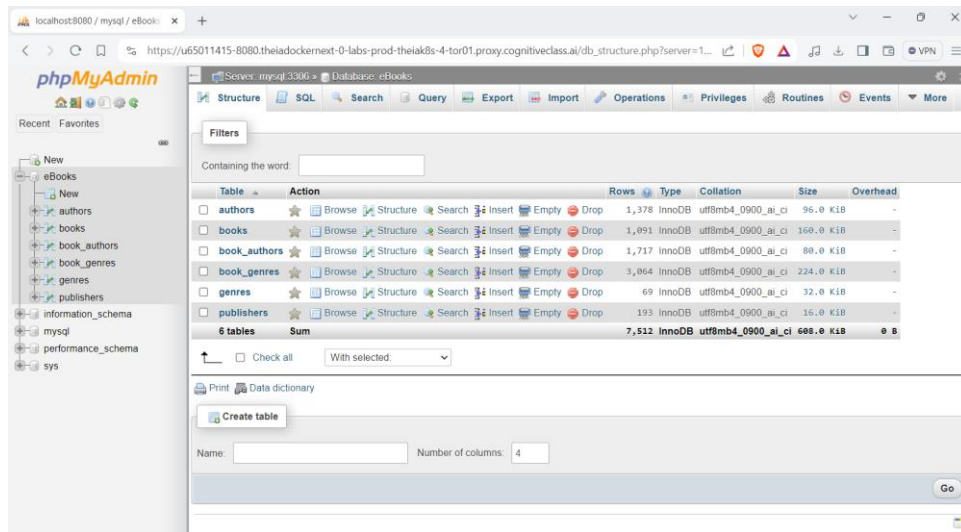 localhost:8080 / mysql / eBook
https://u65011415-8080.theiadockernext-0-labs-prod-theiak8s-4-tor01.proxy.cognitiveclass.ai/db_structure.php?server=1...
VPN
phpMyAdmin
Recent Favorites
New
eBooks
New
authors
books
book_authors
book_genres
genres
publishers
information_schema
mysql
performance_schema
sys
Server: mysql:3306 » Database: eBooks
Structure SQL Search Query Export Import Operations Privileges Routines Events More
Filters
Containing the word:
Table Action Rows Type Collation Size Overhead
authors Browse Structure Search Insert Empty Drop 1,378 InnoDB utf8mb4_0900_ai_ci 96.0 KiB -
books Browse Structure Search Insert Empty Drop 1,091 InnoDB utf8mb4_0900_ai_ci 160.0 KiB -
book_authors Browse Structure Search Insert Empty Drop 1,717 InnoDB utf8mb4_0900_ai_ci 80.0 KiB -
book_genres Browse Structure Search Insert Empty Drop 3,064 InnoDB utf8mb4_0900_ai_ci 224.0 KiB -
genres Browse Structure Search Insert Empty Drop 69 InnoDB utf8mb4_0900_ai_ci 32.0 KiB -
publishers Browse Structure Search Insert Empty Drop 193 InnoDB utf8mb4_0900_ai_ci 16.0 KiB -
6 tables Sum 7,512 InnoDB utf8mb4_0900_ai_ci 608.0 KiB 0 B
Check all With selected:
Print Data dictionary
Create table
Name: Number of columns: 4
Go